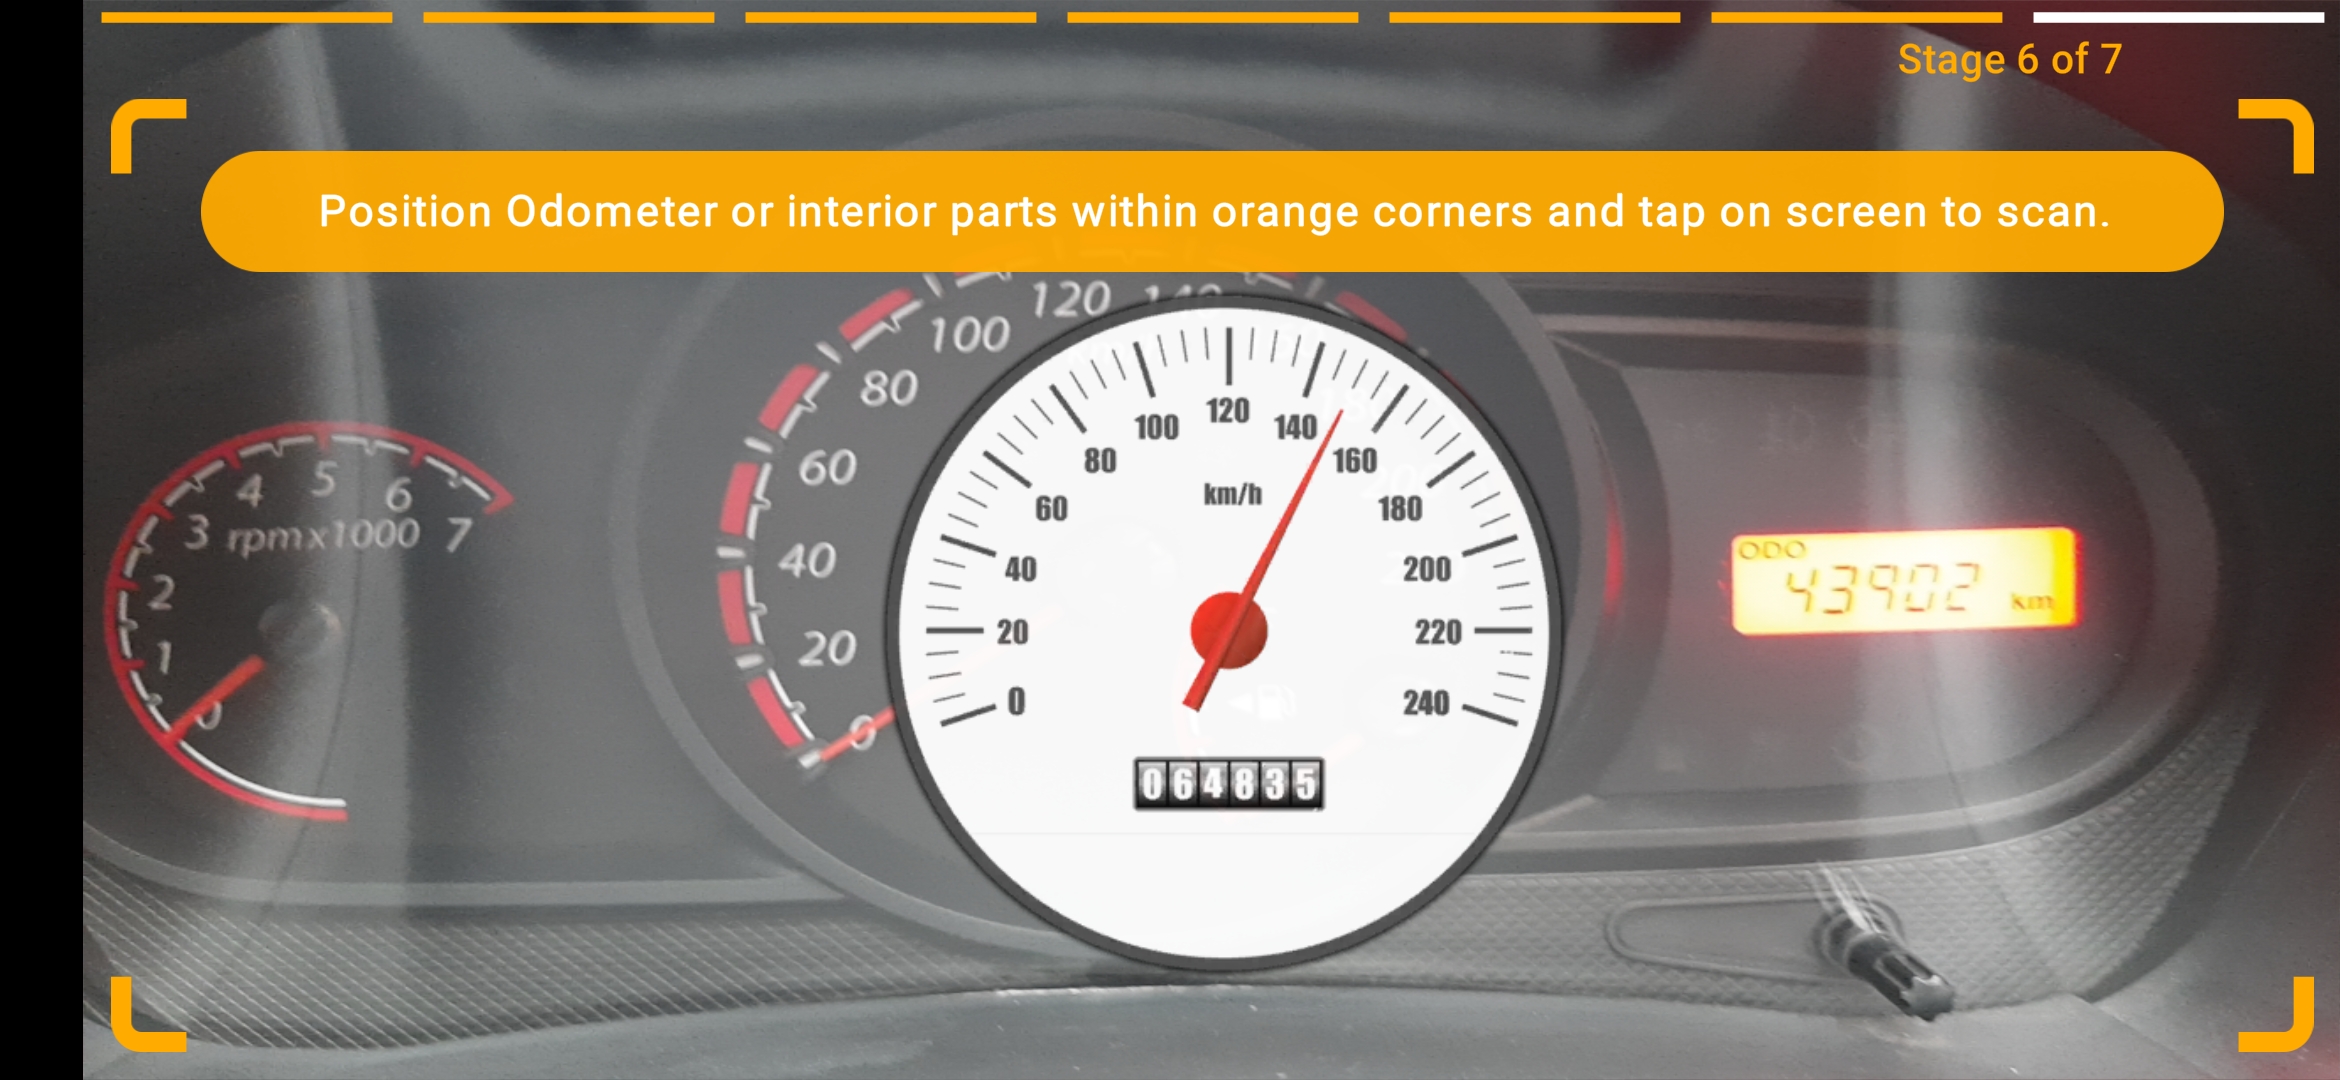 Stage 6 of 7
Position Odometer or interior parts within orange corners and tap on screen to scan.
120 140
100
80
60
40
20
0
4 5 6
3 rpmx1000 7
2
1
0
120
100 140
80 160
km/h
60 180
40 200
20 220
0 240
064835
ODO
43902 km